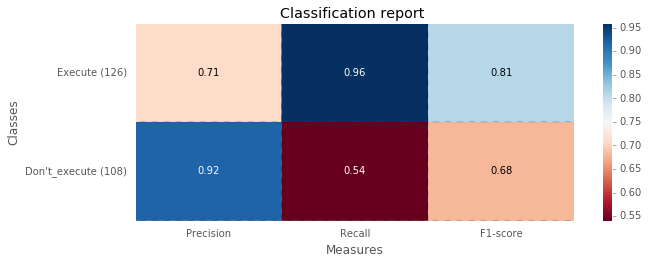 Classification report
Classes
Execute (126)
0.71 0.96 0.81
Don't_execute (108)
0.92 0.54 0.68
Precision Recall F1-score
Measures
0.95
0.90
0.85
0.80
0.75
0.70
0.65
0.60
0.55